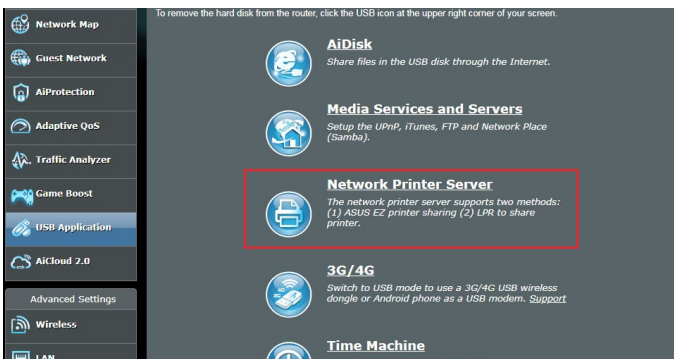 To remove the hard disk from the router, click the USB icon at the upper right corner of your screen.
Network Map
Guest Network
AiProtection
Adaptive QoS
Traffic Analyzer
Game Boost
USB Application
AiCloud 2.0
Advanced Settings
Wireless
LAN
AiDisk
Share files in the USB disk through the Internet.
Media Services and Servers
Setup the UPnP, iTunes, FTP and Network Place
(Samba).
Network Printer Server
The network printer server supports two methods:
(1) ASUS EZ printer sharing (2) LPR to share
printer.
3G/4G
Switch to USB mode to use a 3G/4G USB wireless
dongle or Android phone as a USB modem. Support
Time Machine